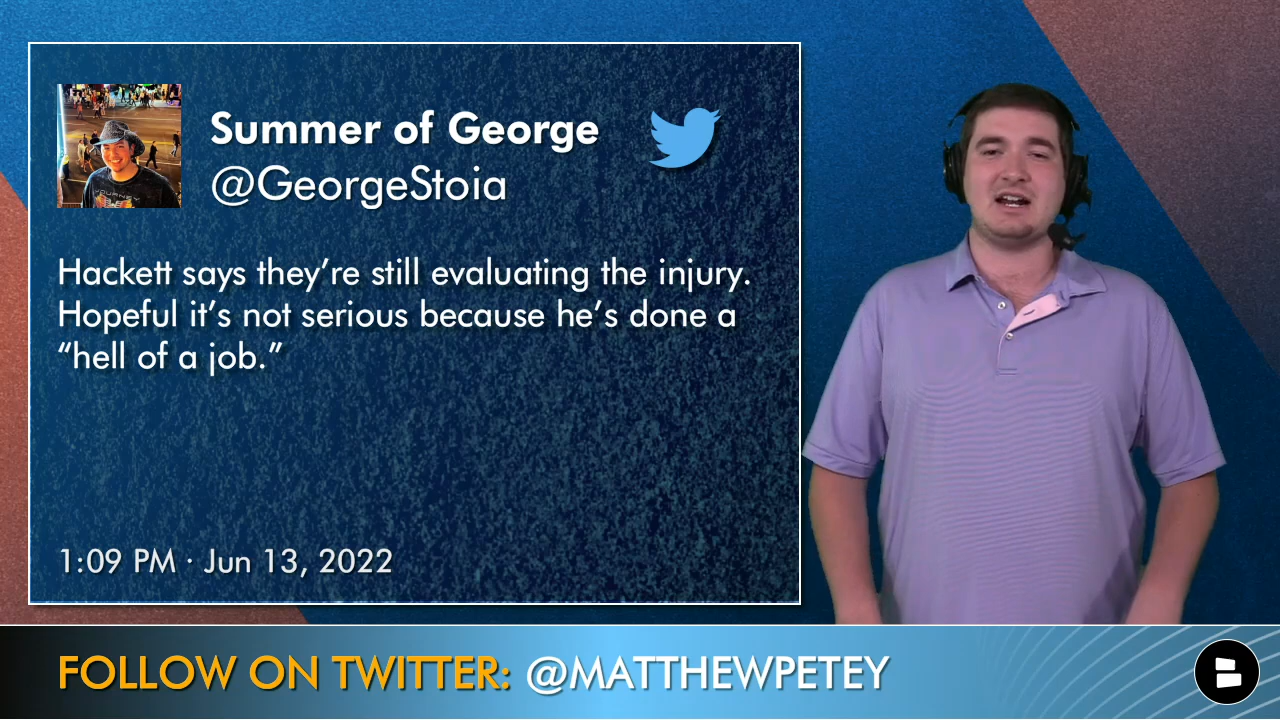 Summer of George
@GeorgeStoia
Hackett says they’re still evaluating the injury.
Hopeful it’s not serious because he’s done a
“hell of a job.”
1:09 PM · Jun 13, 2022
FOLLOW ON TWITTER: @MATTHEWPETEY